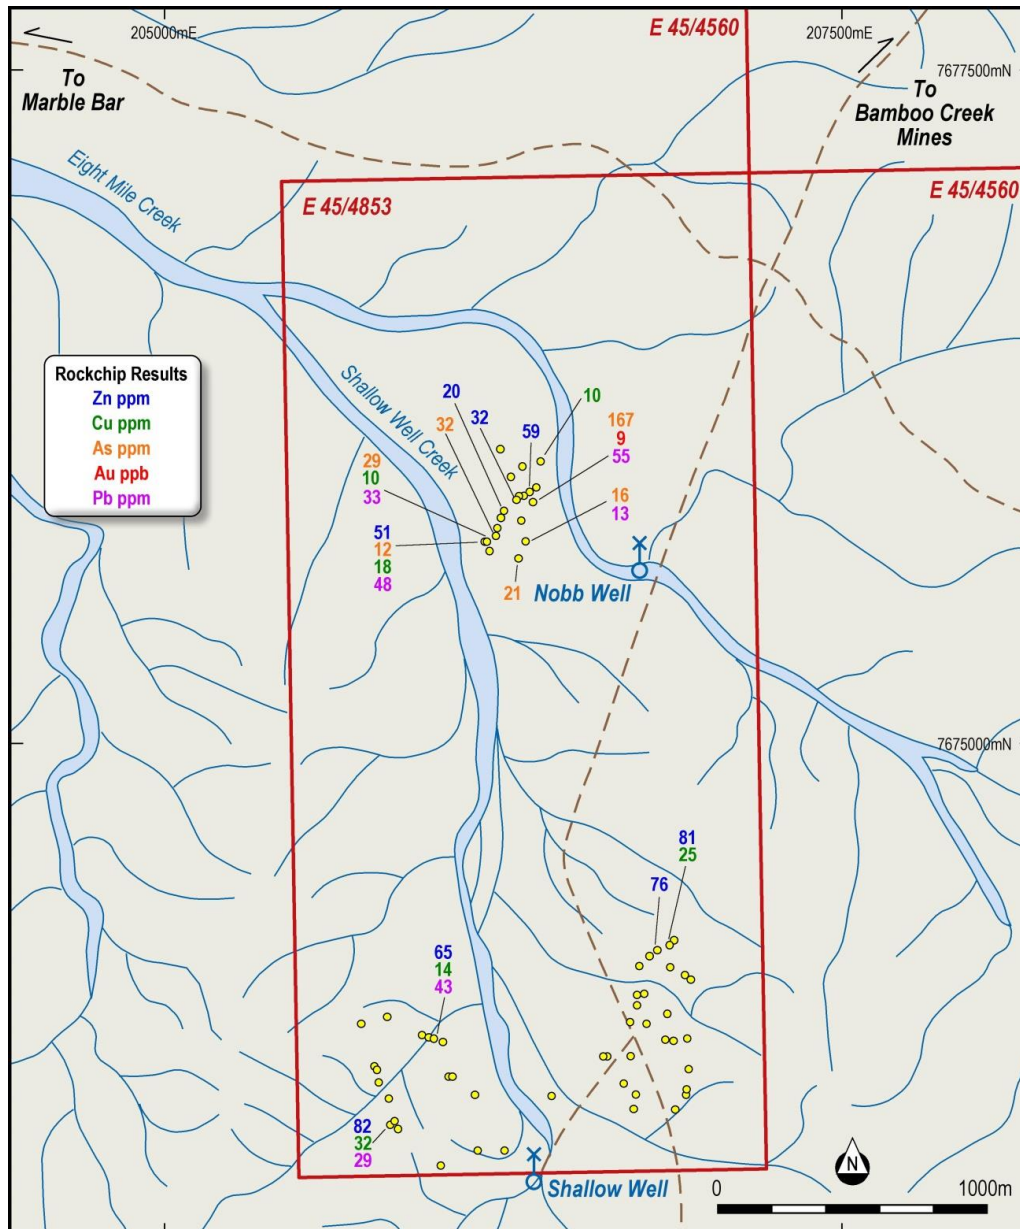 205000mE
E 45/4560
207500mE
7677500mN
To
Marble Bar
To
Bamboo Creek
Mines
Eight Mile Creek
E 45/4853
E 45/4560
Rockchip Results
Zn ppm
Cu ppm
As ppm
Au ppb
Pb ppm
Shallow Well Creek
20
32
32
59
10
167
9
55
29
10
33
16
13
51
12
18
48
21
Nobb Well
7675000mN
81
25
76
65
14
43
82
32
29
Shallow Well
N
0
1000m